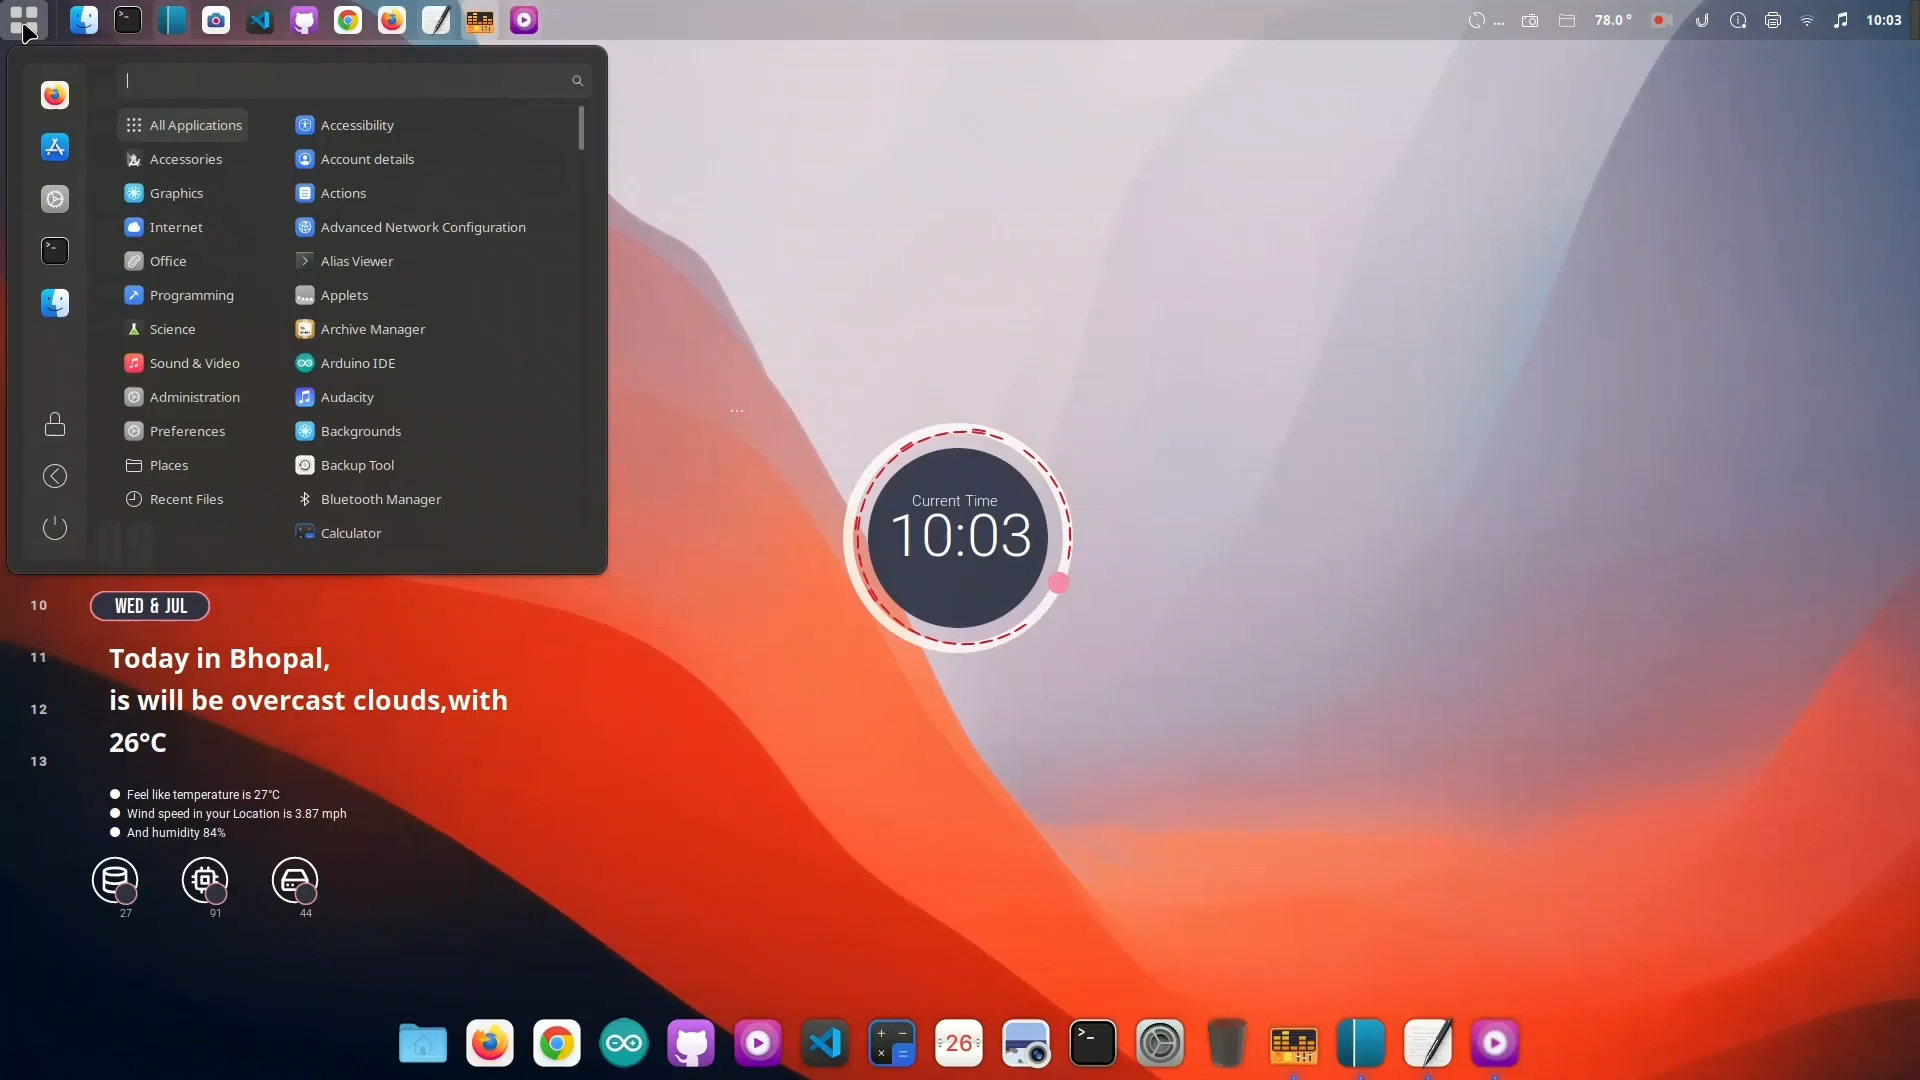 ... 78.0 ° 10:03
All Applications
Accessories
Graphics
Internet
Office
Programming
Science
Sound & Video
Administration
Preferences
Places
Recent Files
Accessibility
Account details
Actions
Advanced Network Configuration
Alias Viewer
Applets
Archive Manager
Arduino IDE
Audacity
Backgrounds
Backup Tool
Bluetooth Manager
Calculator
...
Current Time
10:03
09
10
11
12
13
WED & JUL
Today in Bhopal,
is will be overcast clouds,with
26°C
Feel like temperature is 27°C
Wind speed in your Location is 3.87 mph
And humidity 84%
27 91 44
26